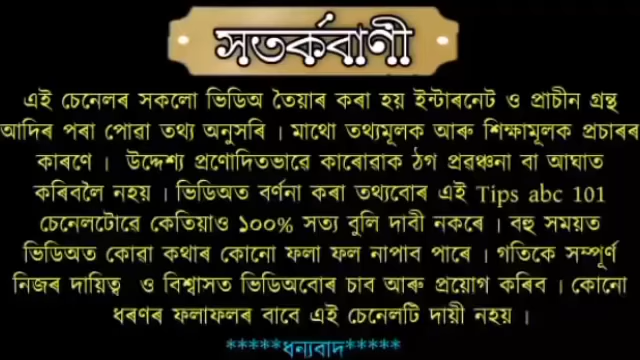 সতৰ্কবাণী
এই চেনেলৰ সকলো ভিডিঅ তৈয়াৰ কৰা হয় ইন্টাৰনেট ও প্ৰাচীন গ্ৰন্থ
আদিৰ পৰা পোৱা তথ্য অনুসৰি । মাথো তথ্যমূলক আৰু শিক্ষামূলক প্ৰচাৰৰ
কাৰণে । উদ্দেশ্য প্ৰণোদিতভাৱে কাৰোৱাক ঠগ প্ৰৱঞ্চনা বা আঘাত
কৰিবলৈ নহয় । ভিডিঅত বৰ্ণনা কৰা তথ্যবোৰ এই Tips abc 101
চেনেলটোৱে কেতিয়াও ১০০% সত্য বুলি দাবী নকৰে । বহু সময়ত
ভিডিঅত কোৱা কথাৰ কোনো ফলা ফল নাপাব পাৰে । গতিকে সম্পূৰ্ণ
নিজৰ দায়িত্ব ও বিশ্বাসত ভিডিঅবোৰ চাব আৰু প্ৰয়োগ কৰিব । কোনো
ধৰণৰ ফলাফলৰ বাবে এই চেনেলটি দায়ী নহয় ।
*****ধন্যবাদ*****